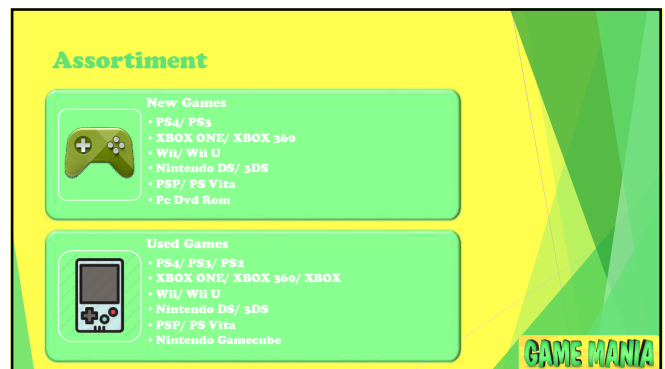 Assortiment
New Games
• PS4/ PS3
• XBOX ONE/ XBOX 360
• Wii/ Wii U
• Nintendo DS/ 3DS
• PSP/ PS Vita
• Pc Dvd Rom
Used Games
• PS4/ PS3/ PS2
• XBOX ONE/ XBOX 360/ XBOX
• Wii/ Wii U
• Nintendo DS/ 3DS
• PSP/ PS Vita
• Nintendo Gamecube
GAME MANIA